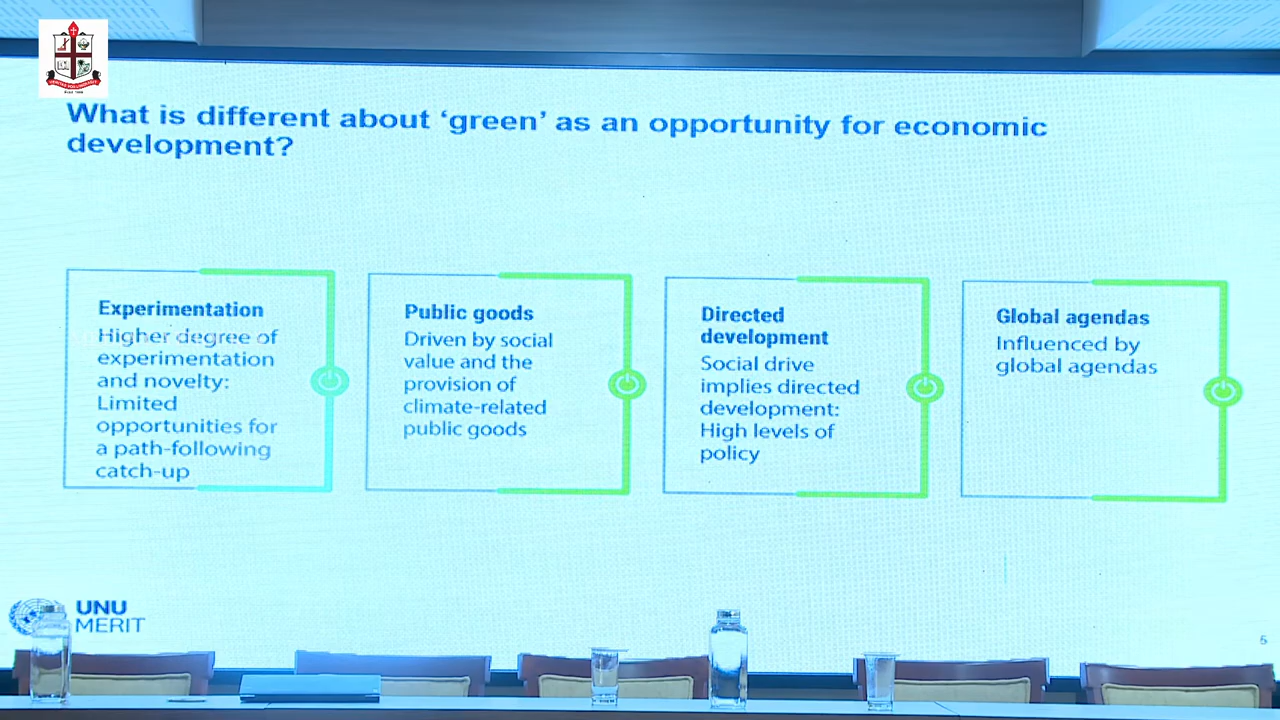 What is different about ‘green’ as an opportunity for economic
development?
Experimentation
Higher degree of
experimentation
and novelty:
Limited
opportunities for
a path-following
catch-up
Public goods
Driven by social
value and the
provision of
climate-related
public goods
Directed
development
Social drive
implies directed
development:
High levels of
policy
Global agendas
Influenced by
global agendas
UNU
MERIT
5